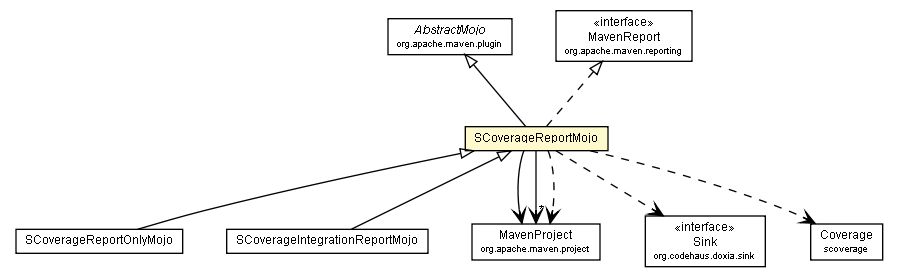 AbstractMojo
org.apache.maven.plugin
«interface»
MavenReport
org.apache.maven.reporting
SCoverageReportMojo
SCoverageReportOnlyMojo
SCoverageIntegrationReportMojo
*
MavenProject
org.apache.maven.project
«interface»
Sink
org.codehaus.doxia.sink
Coverage
scoverage